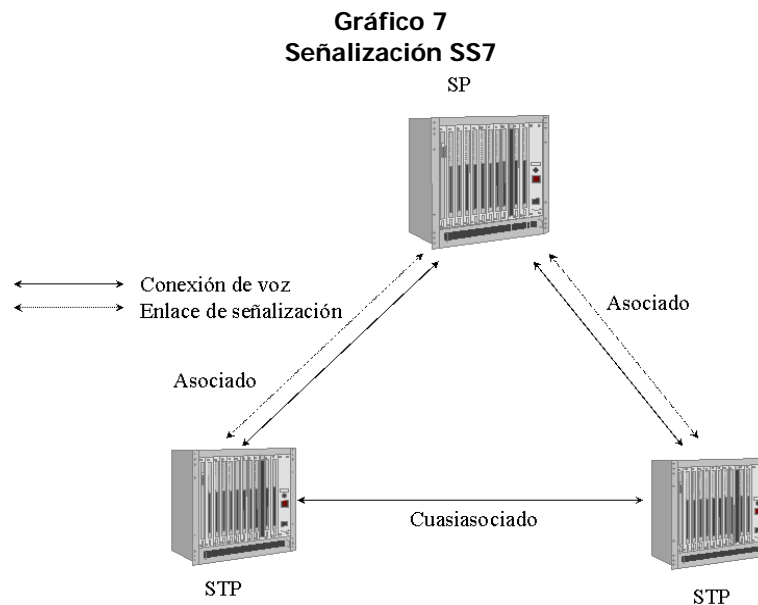 Gráfico 7
Señalización SS7
SP
Conexión de voz
Enlace de señalización
Asociado
Asociado
Cuasiasociado
STP
STP